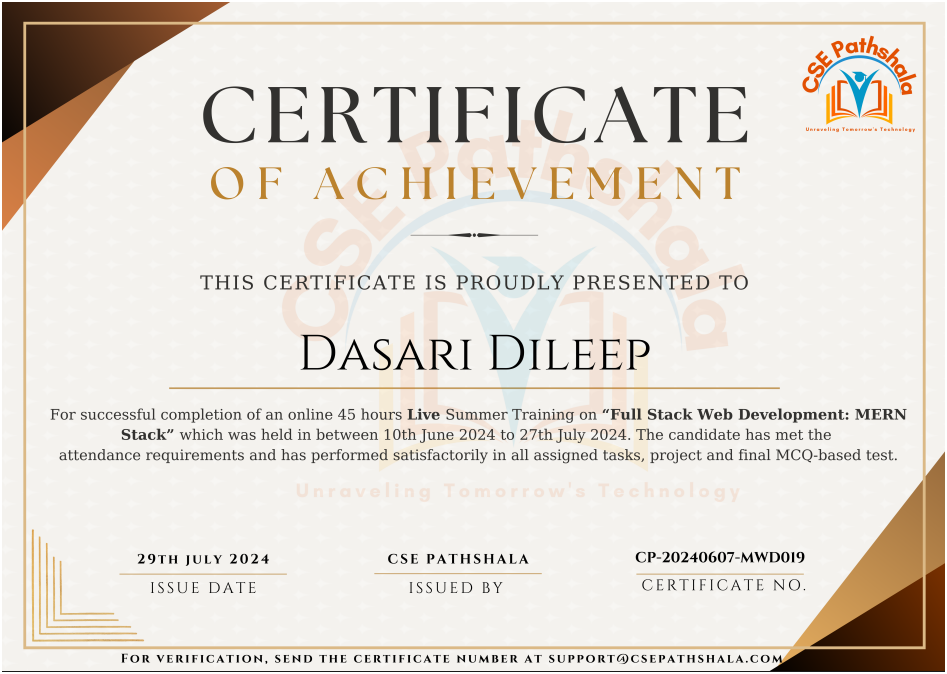 CSE Pathshala
Unraveling Tomorrow's Technology
CERTIFICATE
OF ACHIEVEMENT
CSE Pathshala
THIS CERTIFICATE IS PROUDLY PRESENTED TO
DASARI DILEEP
For successful completion of an online 45 hours Live Summer Training on “Full Stack Web Development: MERN
Stack” which was held in between 10th June 2024 to 27th July 2024. The candidate has met the
attendance requirements and has performed satisfactorily in all assigned tasks, project and final MCQ-based test.
Unraveling Tomorrow's Technology
29TH JULY 2024
ISSUE DATE
CSE PATHSHALA
ISSUED BY
CP-20240607-MWD019
CERTIFICATE NO.
FOR VERIFICATION, SEND THE CERTIFICATE NUMBER AT SUPPORT@CSEPATHSHALA.COM